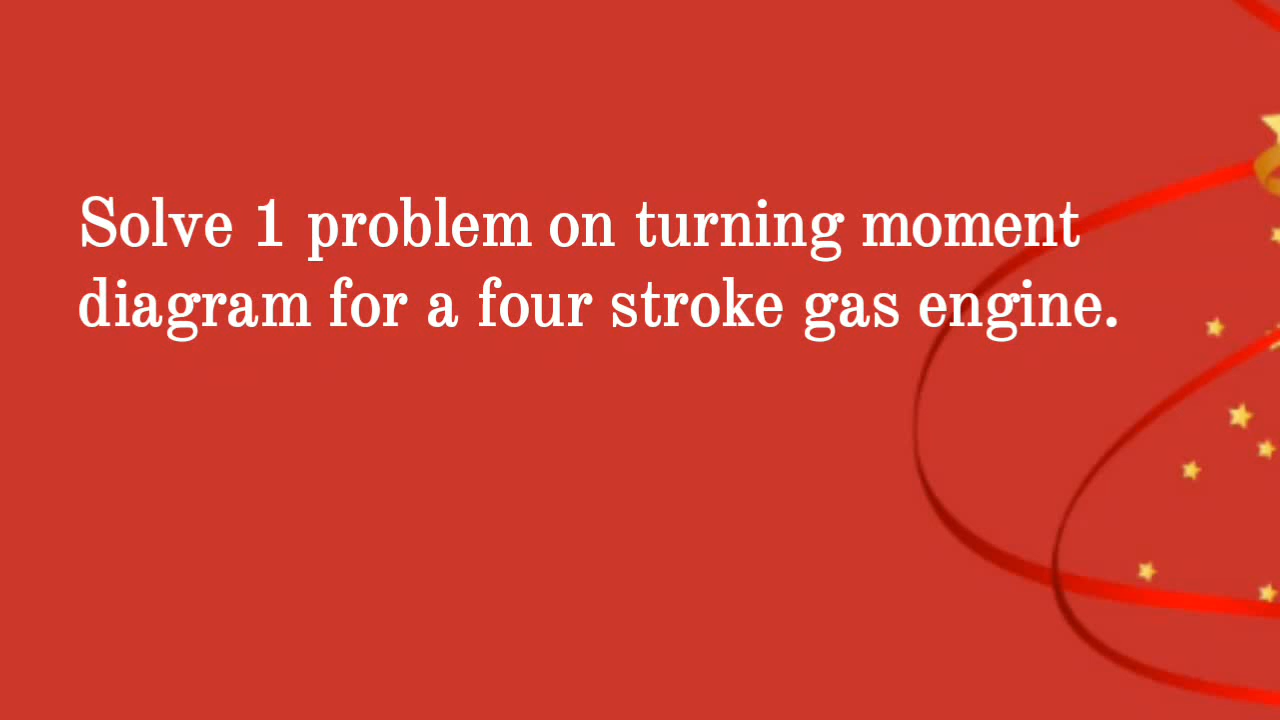 Solve 1 problem on turning moment
diagram for a four stroke gas engine.